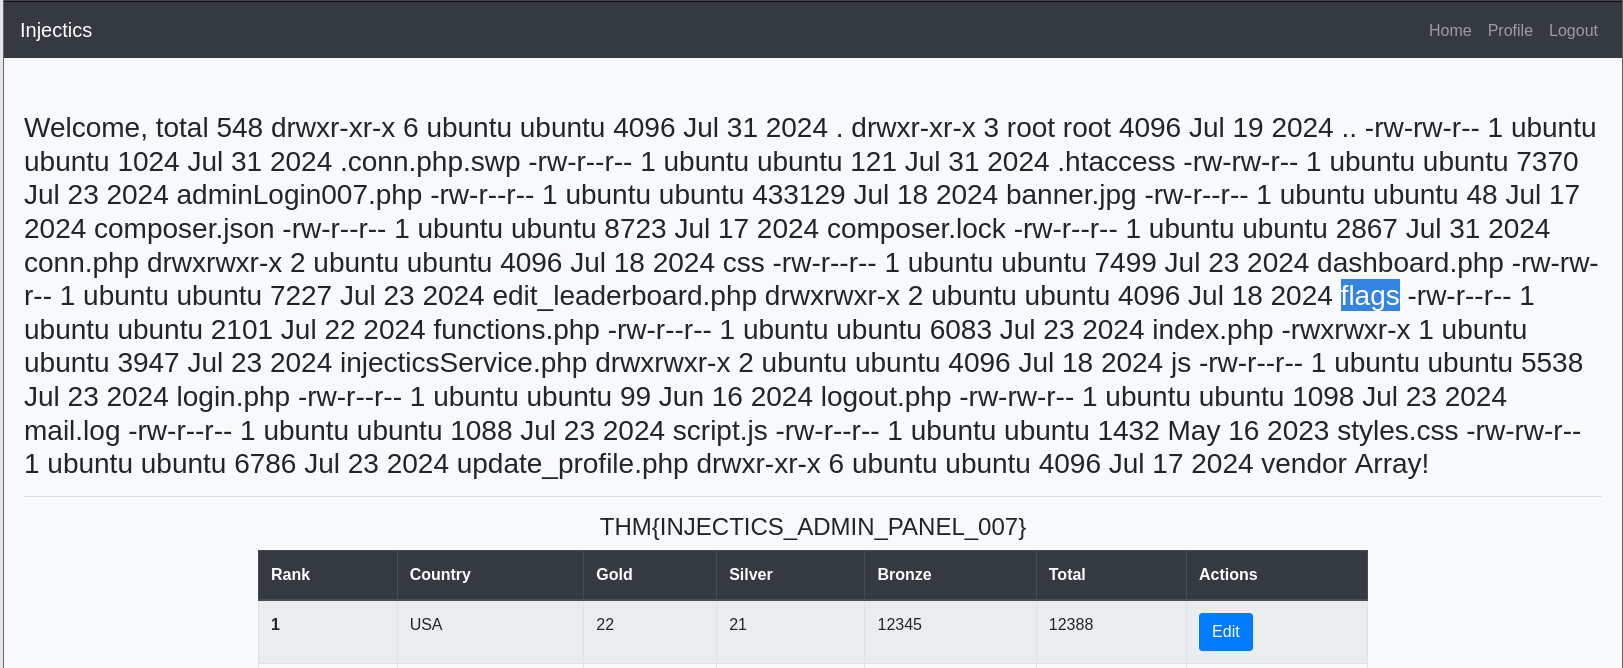 Injectics
Home Profile Logout
Welcome, total 548 drwxr-xr-x 6 ubuntu ubuntu 4096 Jul 31 2024 . drwxr-xr-x 3 root root 4096 Jul 19 2024 .. -rw-rw-r-- 1 ubuntu
ubuntu 1024 Jul 31 2024 .conn.php.swp -rw-r--r-- 1 ubuntu ubuntu 121 Jul 31 2024 .htaccess -rw-rw-r-- 1 ubuntu ubuntu 7370
Jul 23 2024 adminLogin007.php -rw-r--r-- 1 ubuntu ubuntu 433129 Jul 18 2024 banner.jpg -rw-r--r-- 1 ubuntu ubuntu 48 Jul 17
2024 composer.json -rw-r--r-- 1 ubuntu ubuntu 8723 Jul 17 2024 composer.lock -rw-r--r-- 1 ubuntu ubuntu 2867 Jul 31 2024
conn.php drwxrwxr-x 2 ubuntu ubuntu 4096 Jul 18 2024 css -rw-r--r-- 1 ubuntu ubuntu 7499 Jul 23 2024 dashboard.php -rw-rw-
r-- 1 ubuntu ubuntu 7227 Jul 23 2024 edit_leaderboard.php drwxrwxr-x 2 ubuntu ubuntu 4096 Jul 18 2024 flags -rw-r--r-- 1
ubuntu ubuntu 2101 Jul 22 2024 functions.php -rw-r--r-- 1 ubuntu ubuntu 6083 Jul 23 2024 index.php -rwxrwxr-x 1 ubuntu
ubuntu 3947 Jul 23 2024 injecticsService.php drwxrwxr-x 2 ubuntu ubuntu 4096 Jul 18 2024 js -rw-r--r-- 1 ubuntu ubuntu 5538
Jul 23 2024 login.php -rw-r--r-- 1 ubuntu ubuntu 99 Jun 16 2024 logout.php -rw-rw-r-- 1 ubuntu ubuntu 1098 Jul 23 2024
mail.log -rw-r--r-- 1 ubuntu ubuntu 1088 Jul 23 2024 script.js -rw-r--r-- 1 ubuntu ubuntu 1432 May 16 2023 styles.css -rw-rw-r--
1 ubuntu ubuntu 6786 Jul 23 2024 update_profile.php drwxr-xr-x 6 ubuntu ubuntu 4096 Jul 17 2024 vendor Array!
THM{INJECTICS_ADMIN_PANEL_007}
Rank Country Gold Silver Bronze Total Actions
1 USA 22 21 12345 12388 Edit